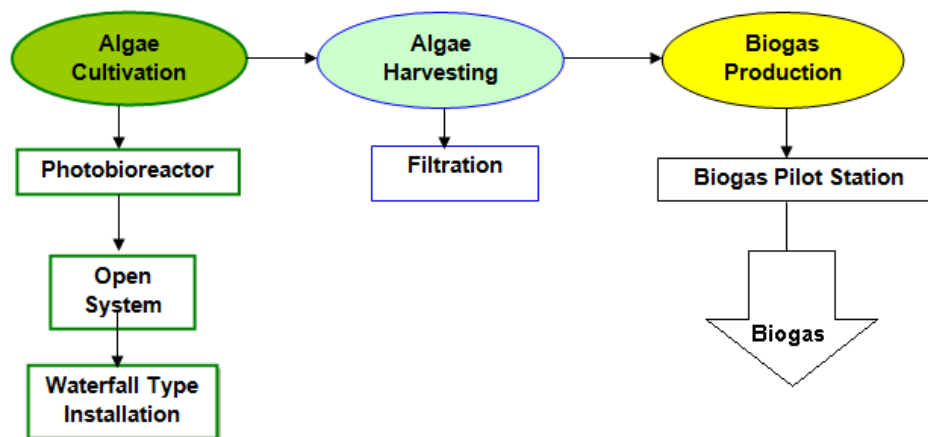 Algae
Cultivation
Algae
Harvesting
Biogas
Production
Photobioreactor
Filtration
Biogas Pilot Station
Open
System
Biogas
Waterfall Type
Installation